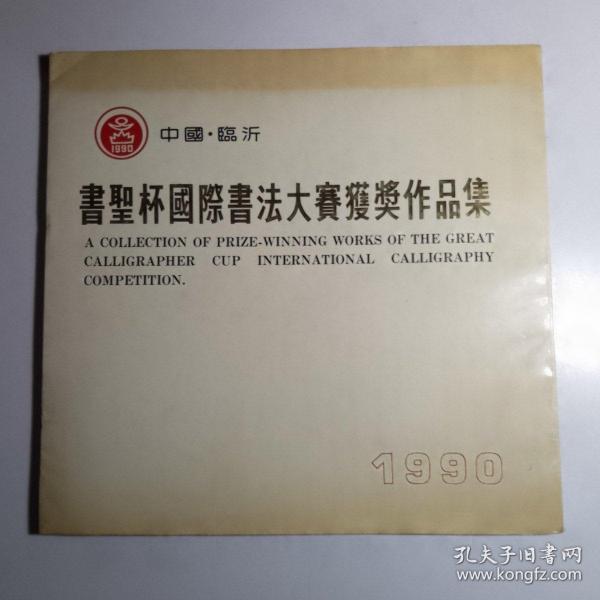 1990
中國·臨沂
書聖杯國際書法大賽獲奬作品集
A COLLECTION OF PRIZE-WINNING WORKS OF THE GREAT
CALLIGRAPHER CUP INTERNATIONAL CALLIGRAPHY
COMPETITION.
1990
孔夫子旧書网
www.kongfz.com